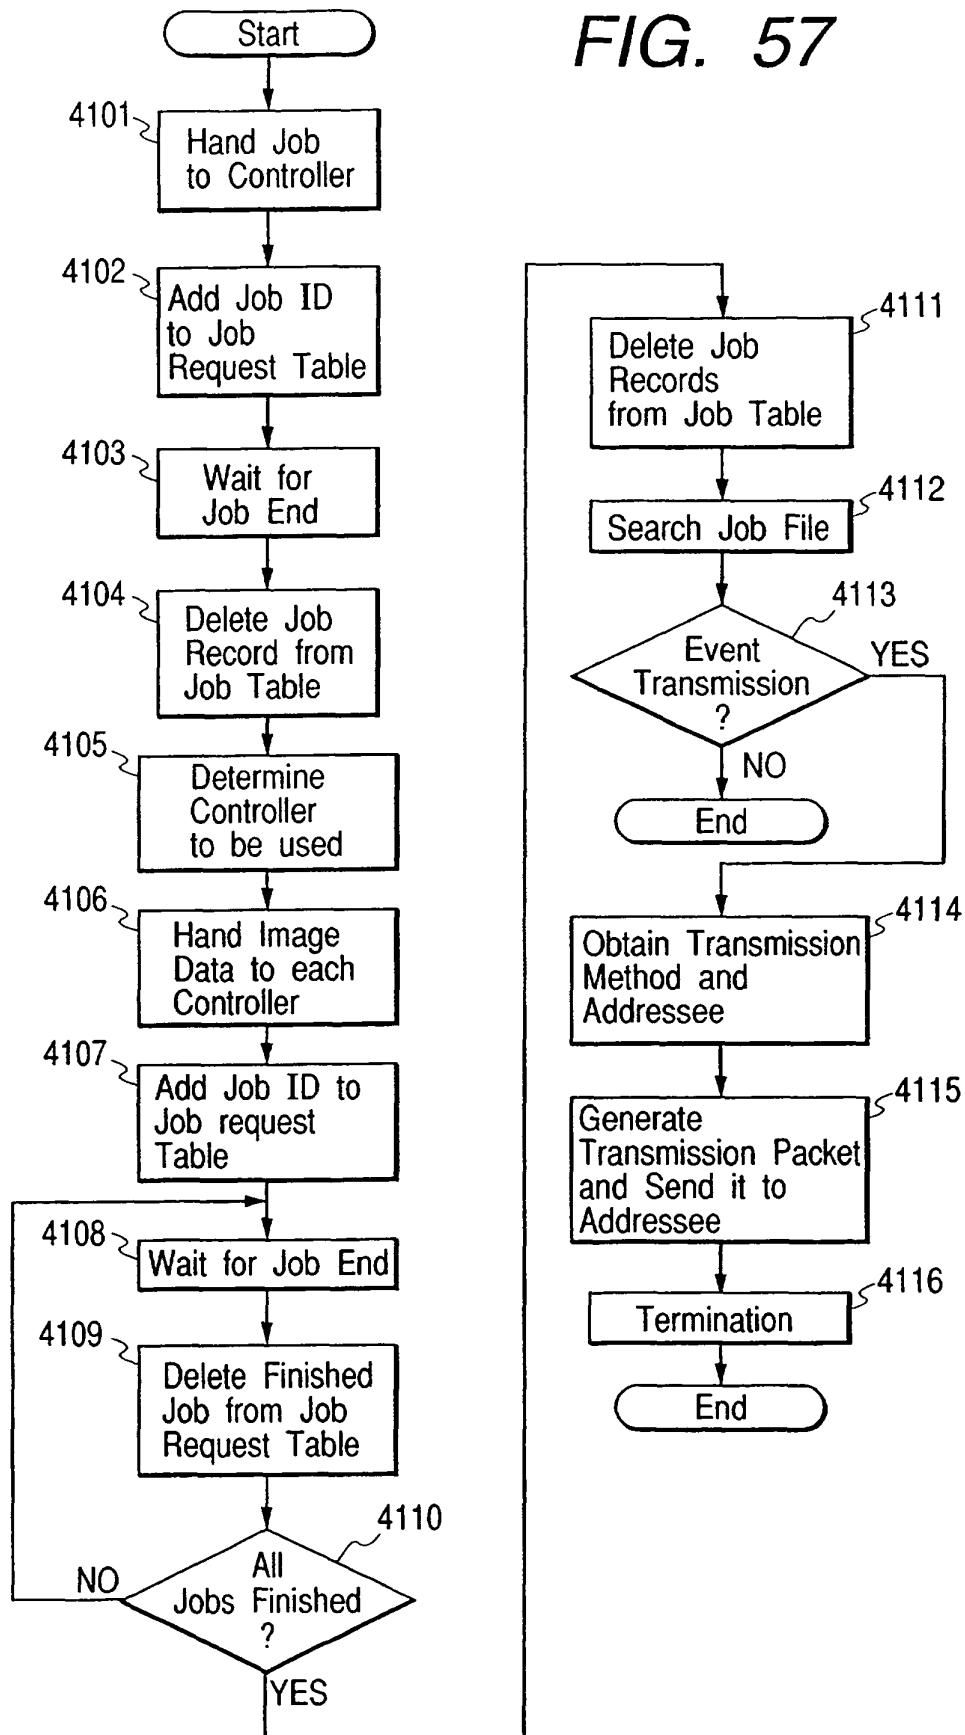 FIG. 57
Start
4101
Hand Job
to Controller
4102
Add Job ID
to Job
Request Table
4103
Wait for
Job End
4104
Delete Job
Record from
Job Table
4105
Determine
Controller
to be used
4106
Hand Image
Data to each
Controller
4107
Add Job ID to
Job request
Table
4108
Wait for Job End
4109
Delete Finished
Job from Job
Request Table
4110
All
Jobs Finished
?
NO
YES
4111
Delete Job
Records
from Job Table
4112
Search Job File
4113
Event
Transmission
?
YES
NO
End
4114
Obtain Transmission
Method and
Addressee
4115
Generate
Transmission Packet
and Send it to
Addressee
4116
Termination
End